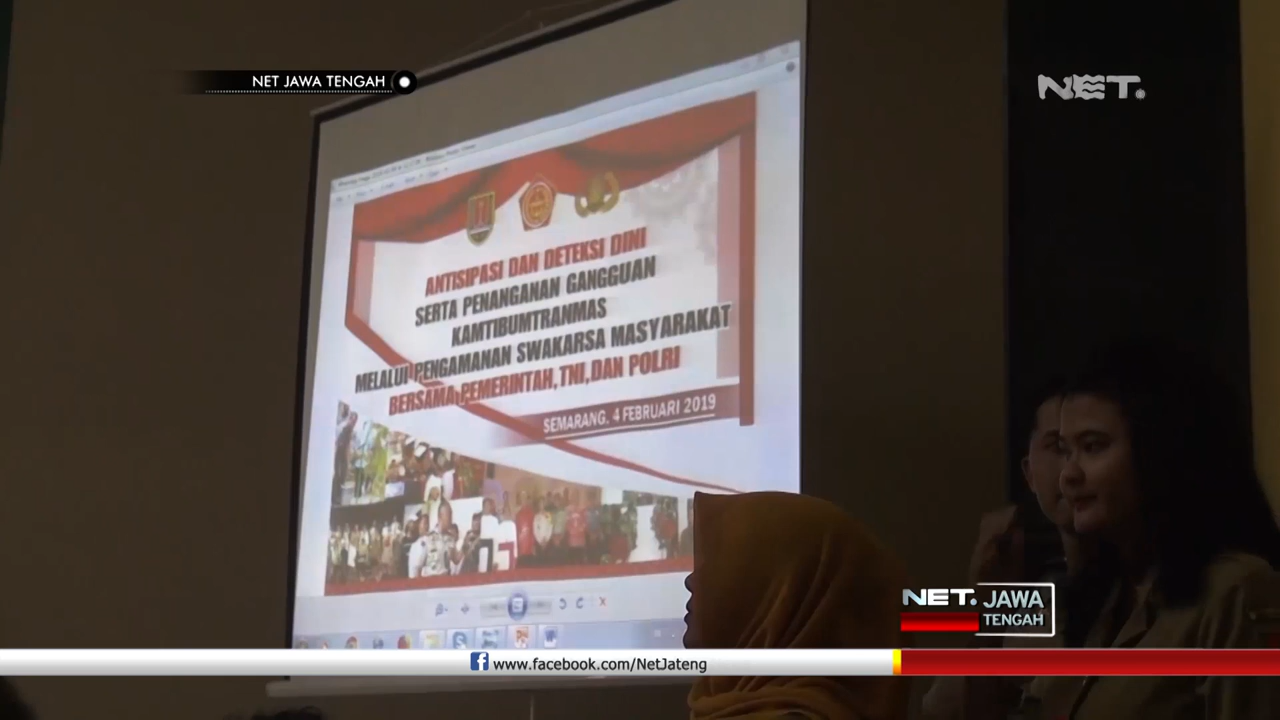 NET JAWA TENGAH
NET.
ANTISIPASI DAN DETEKSI DINI
SERTA PENANGANAN GANGGUAN
KAMTIBUMTRANMAS
MELALUI PENGAMANAN SWAKARSA MASYARAKAT
BERSAMA PEMERINTAH,TNI,DAN POLRI
SEMARANG, 4 FEBRUARI 2019
NET. JAWA
TENGAH
www.facebook.com/NetJateng